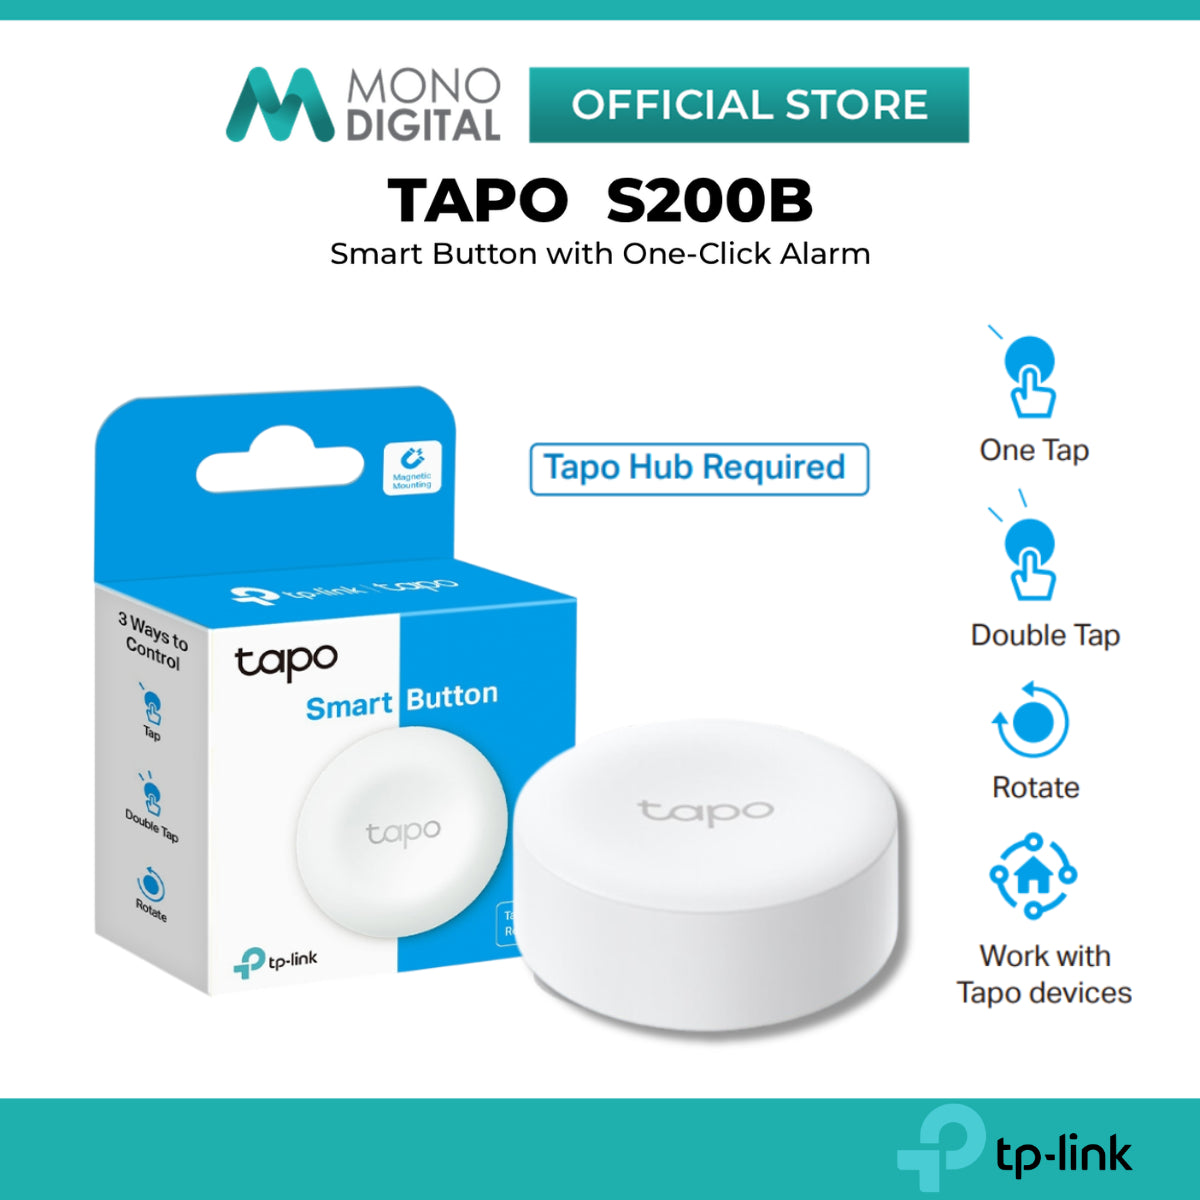 MONO
DIGITAL
OFFICIAL STORE
TAPO S200B
Smart Button with One-Click Alarm
Magnetic
Mounting
Tapo Hub Required
One Tap
Double Tap
Rotate
Work with
Tapo devices
tp-link | tapo
3 Ways to
Control
Tap
Double Tap
Rotate
tapo
Smart Button
tapo
tp-link
tapo
tp-link